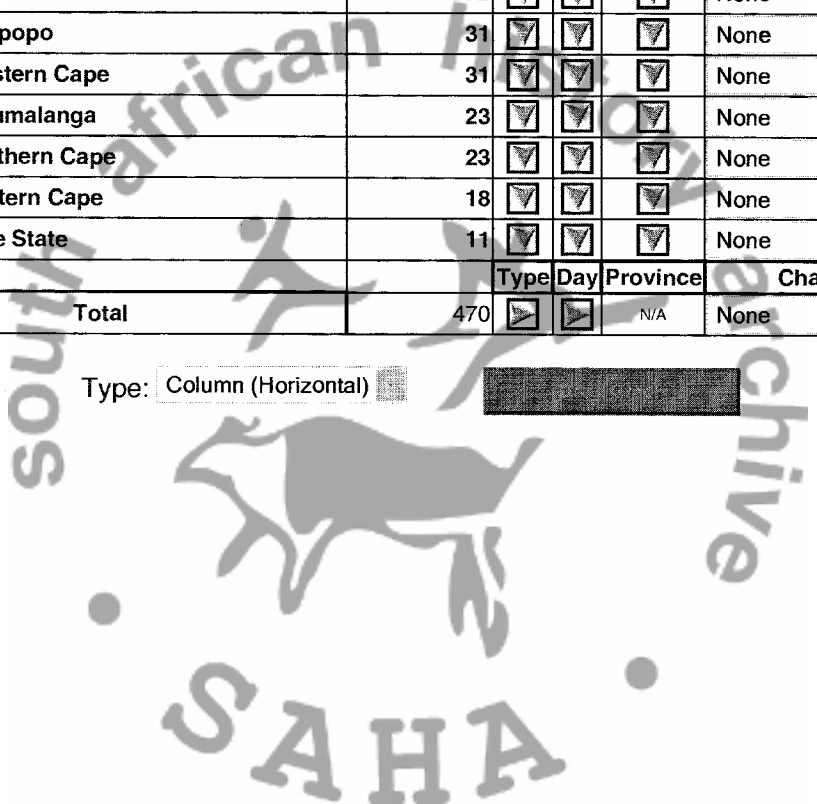 popo 31 None
stern Cape 31 None
umalanga 23 None
thern Cape 23 None
tern Cape 18 None
e State 11 None
Type Day Province Cha
Total 470 N/A None
Type: Column (Horizontal)
south african history archive
SAHA